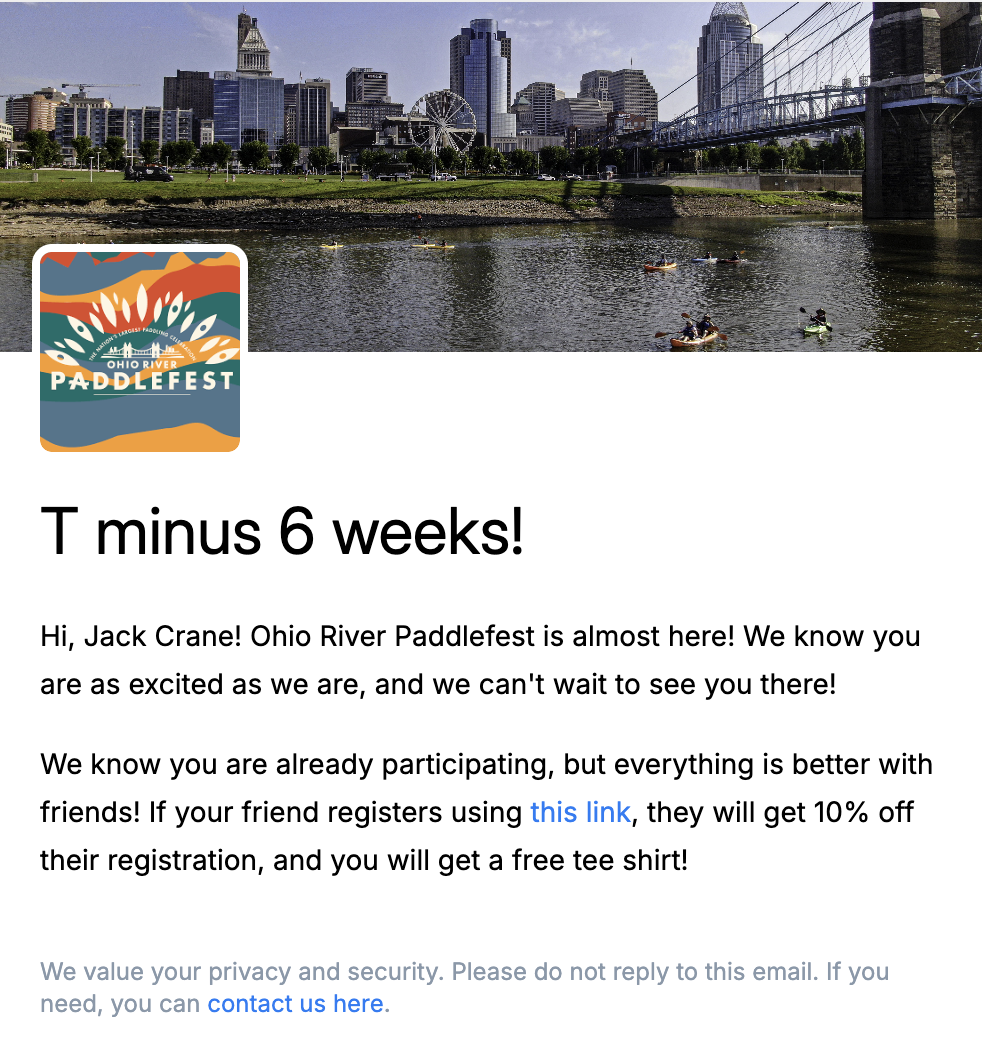 THE NATION'S LARGEST PADDLING CELEBRATION
OHIO RIVER
PADDLEFEST
T minus 6 weeks!
Hi, Jack Crane! Ohio River Paddlefest is almost here! We know you
are as excited as we are, and we can't wait to see you there!
We know you are already participating, but everything is better with
friends! If your friend registers using this link, they will get 10% off
their registration, and you will get a free tee shirt!
We value your privacy and security. Please do not reply to this email. If you
need, you can contact us here.